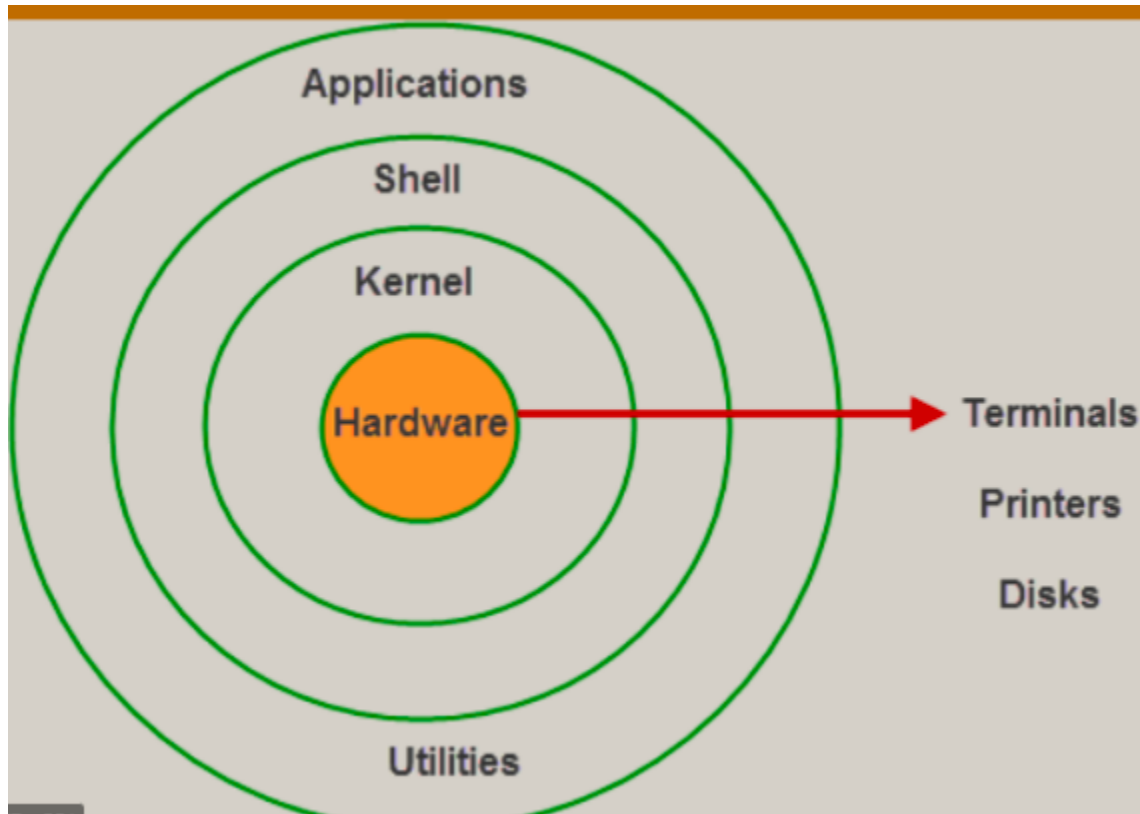 Applications
Shell
Kernel
Hardware
Terminals
Printers
Disks
Utilities